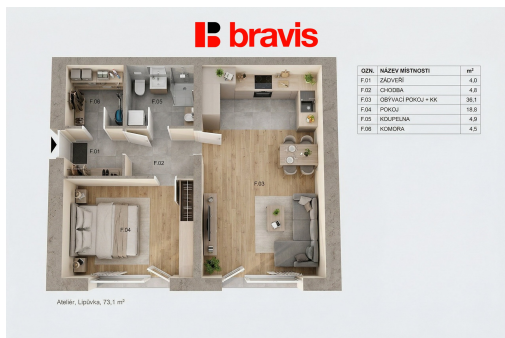 bravis
OZN. NÁZEV MÍSTNOSTI m²
F.01 ZÁDVEŘÍ 4,0
F.02 CHODBA 4,8
F.03 OBÝVACÍ POKOJ + KK 36,1
F.04 POKOJ 18,8
F.05 KOUPELNA 4,9
F.06 KOMORA 4,5
F.06
F.05
F.01
F.02
F.03
F.04
Ateliér, Lipůvka, 73,1 m²